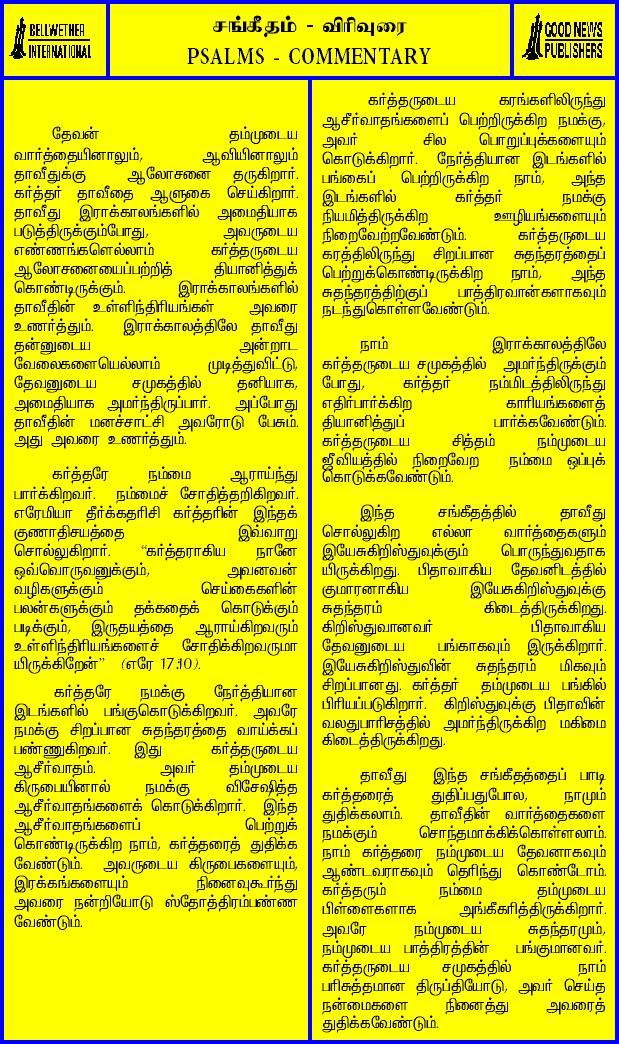 BELLWETHER
INTERNATIONAL
சங்கீதம் - விரிவுரை
PSALMS - COMMENTARY
GOOD NEWS
PUBLISHERS
தேவன் தம்முடைய
வார்த்தையினாலும், ஆவியினாலும்
தாவீதுக்கு ஆலோசனை தருகிறார்.
கர்த்தர் தாவீதை ஆளுகை செய்கிறார்.
தாவீது இராக்காலங்களில் அமைதியாக
படுத்திருக்கும்போது, அவருடைய
எண்ணங்களெல்லாம் கர்த்தருடைய
ஆலோசனையைப்பற்றித் தியானித்துக்
கொண்டிருக்கும். இராக்காலங்களில்
தாவீதின் உள்ளிந்திரியங்கள் அவரை
உணர்த்தும். இராக்காலத்திலே தாவீது
தன்னுடைய அன்றாட
வேலைகளையெல்லாம் முடித்துவிட்டு,
தேவனுடைய சமுகத்தில் தனியாக,
அமைதியாக அமர்ந்திருப்பார். அப்போது
தாவீதின் மனச்சாட்சி அவரோடு பேசும்.
அது அவரை உணர்த்தும்.
கர்த்தரே நம்மை ஆராய்ந்து
பார்க்கிறவர். நம்மைச் சோதித்தறிகிறவர்.
எரேமியா தீர்க்கதரிசி கர்த்தரின் இந்தக்
குணாதிசயத்தை இவ்வாறு
சொல்லுகிறார். “கர்த்தராகிய நானே
ஒவ்வொருவனுக்கும், அவனவன்
வழிகளுக்கும் செய்கைகளின்
பலன்களுக்கும் தக்கதைக் கொடுக்கும்
படிக்கும், இருதயத்தை ஆராய்கிறவரும்
உள்ளிந்திரியங்களைச் சோதிக்கிறவருமா
யிருக்கிறேன்” (எரே 17:10).
கர்த்தரே நமக்கு நேர்த்தியான
இடங்களில் பங்குகொடுக்கிறவர். அவரே
நமக்கு சிறப்பான சுதந்தரத்தை வாய்க்கப்
பண்ணுகிறவர். இது கர்த்தருடைய
ஆசீர்வாதம். அவர் தம்முடைய
கிருபையினால் நமக்கு விசேஷித்த
ஆசீர்வாதங்களைக் கொடுக்கிறார். இந்த
ஆசீர்வாதங்களைப் பெற்றுக்
கொண்டிருக்கிற நாம், கர்த்தரைத் துதிக்க
வேண்டும். அவருடைய கிருபைகளையும்,
இரக்கங்களையும் நினைவுகூர்ந்து
அவரை நன்றியோடு ஸ்தோத்திரம்பண்ண
வேண்டும்.
கர்த்தருடைய கரங்களிலிருந்து
ஆசீர்வாதங்களைப் பெற்றிருக்கிற நமக்கு,
அவர் சில பொறுப்புக்களையும்
கொடுக்கிறார். நேர்த்தியான இடங்களில்
பங்கைப் பெற்றிருக்கிற நாம், அந்த
இடங்களில் கர்த்தர் நமக்கு
நியமித்திருக்கிற ஊழியங்களையும்
நிறைவேற்றவேண்டும். கர்த்தருடைய
கரத்திலிருந்து சிறப்பான சுதந்தரத்தைப்
பெற்றுக்கொண்டிருக்கிற நாம், அந்த
சுதந்தரத்திற்குப் பாத்திரவான்களாகவும்
நடந்துகொள்ளவேண்டும்.
நாம் இராக்காலத்திலே
கர்த்தருடைய சமுகத்தில் அமர்ந்திருக்கும்
போது, கர்த்தர் நம்மிடத்திலிருந்து
எதிர்பார்க்கிற காரியங்களைத்
தியானித்துப் பார்க்கவேண்டும்.
கர்த்தருடைய சித்தம் நம்முடைய
ஜீவியத்தில் நிறைவேற நம்மை ஒப்புக்
கொடுக்கவேண்டும்.
இந்த சங்கீதத்தில் தாவீது
சொல்லுகிற எல்லா வார்த்தைகளும்
இயேசுகிறிஸ்துவுக்கும் பொருந்துவதாக
யிருக்கிறது. பிதாவாகிய தேவனிடத்தில்
குமாரனாகிய இயேசுகிறிஸ்துவுக்கு
சுதந்தரம் கிடைத்திருக்கிறது.
கிறிஸ்துவானவர் பிதாவாகிய
தேவனுடைய பங்காகவும் இருக்கிறார்.
இயேசுகிறிஸ்துவின் சுதந்தரம் மிகவும்
சிறப்பானது. கர்த்தர் தம்முடைய பங்கில்
பிரியப்படுகிறார். கிறிஸ்துவுக்கு பிதாவின்
வலதுபாரிசத்தில் அமர்ந்திருக்கிற மகிமை
கிடைத்திருக்கிறது.
தாவீது இந்த சங்கீதத்தைப் பாடி
கர்த்தரைத் துதிப்பதுபோல, நாமும்
துதிக்கலாம். தாவீதின் வார்த்தைகளை
நமக்கும் சொந்தமாக்கிக்கொள்ளலாம்.
நாம் கர்த்தரை நம்முடைய தேவனாகவும்
ஆண்டவராகவும் தெரிந்து கொண்டோம்.
கர்த்தரும் நம்மை தம்முடைய
பிள்ளைகளாக அங்கீகரித்திருக்கிறார்.
அவரே நம்முடைய சுதந்தரமும்,
நம்முடைய பாத்திரத்தின் பங்குமானவர்.
கர்த்தருடைய சமுகத்தில் நாம்
பரிசுத்தமான திருப்தியோடு, அவர் செய்த
நன்மைகளை நினைத்து அவரைத்
துதிக்கவேண்டும்.